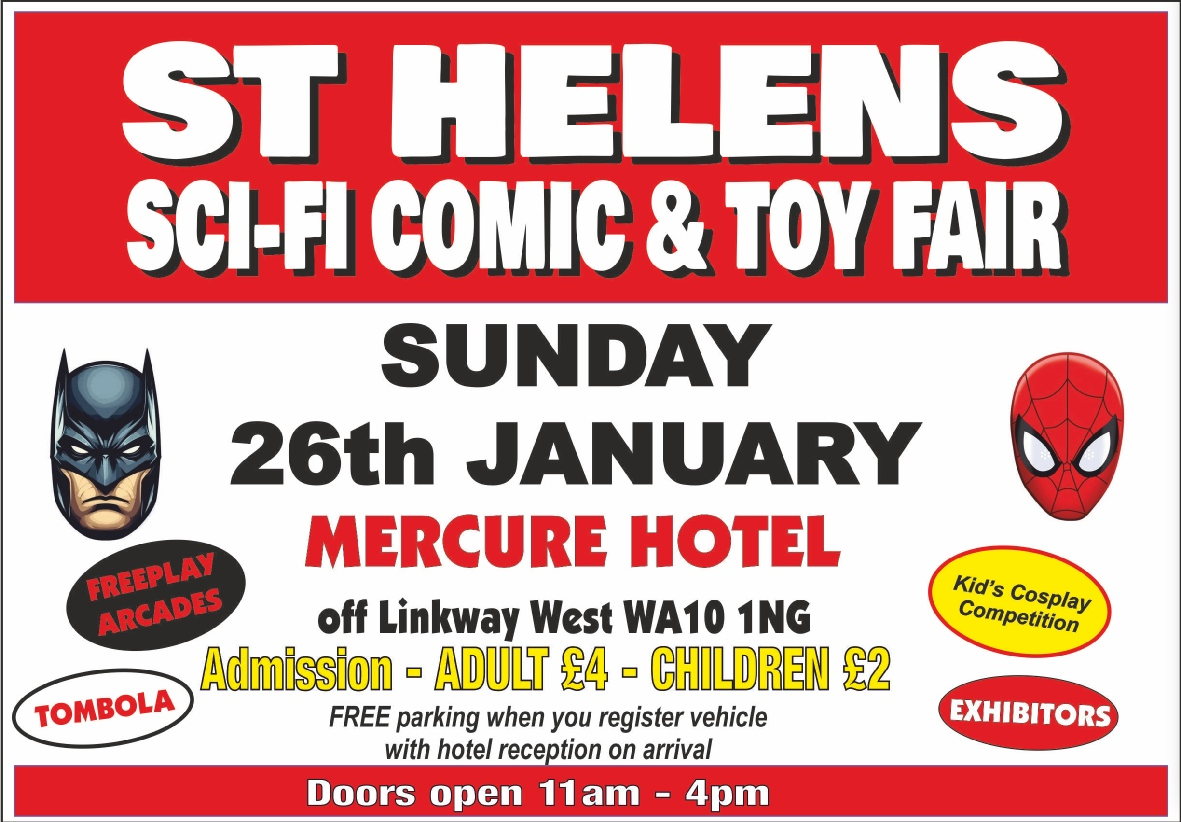 ST HELENS
SCI-FI COMIC & TOY FAIR
SUNDAY
26th JANUARY
MERCURE HOTEL
FREEPLAY
ARCADES
Kid's Cosplay
Competition
off Linkway West WA10 1NG
Admission - ADULT £4 - CHILDREN £2
TOMBOLA
EXHIBITORS
FREE parking when you register vehicle
with hotel reception on arrival
Doors open 11am - 4pm